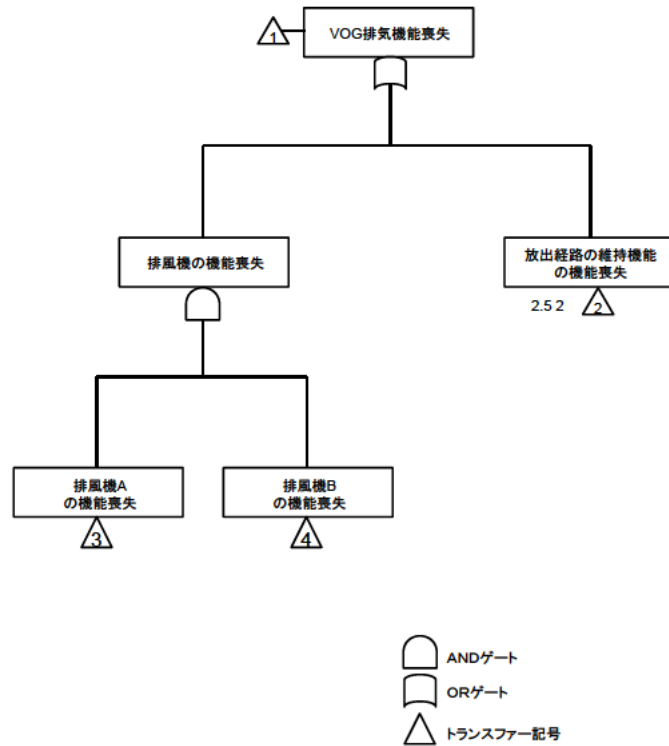 1
VOG排気機能喪失
排風機の機能喪失
放出経路の維持機能
の機能喪失
2.5 2
2
排風機A
の機能喪失
排風機B
の機能喪失
3
4
ANDゲート
ORゲート
トランスファー記号